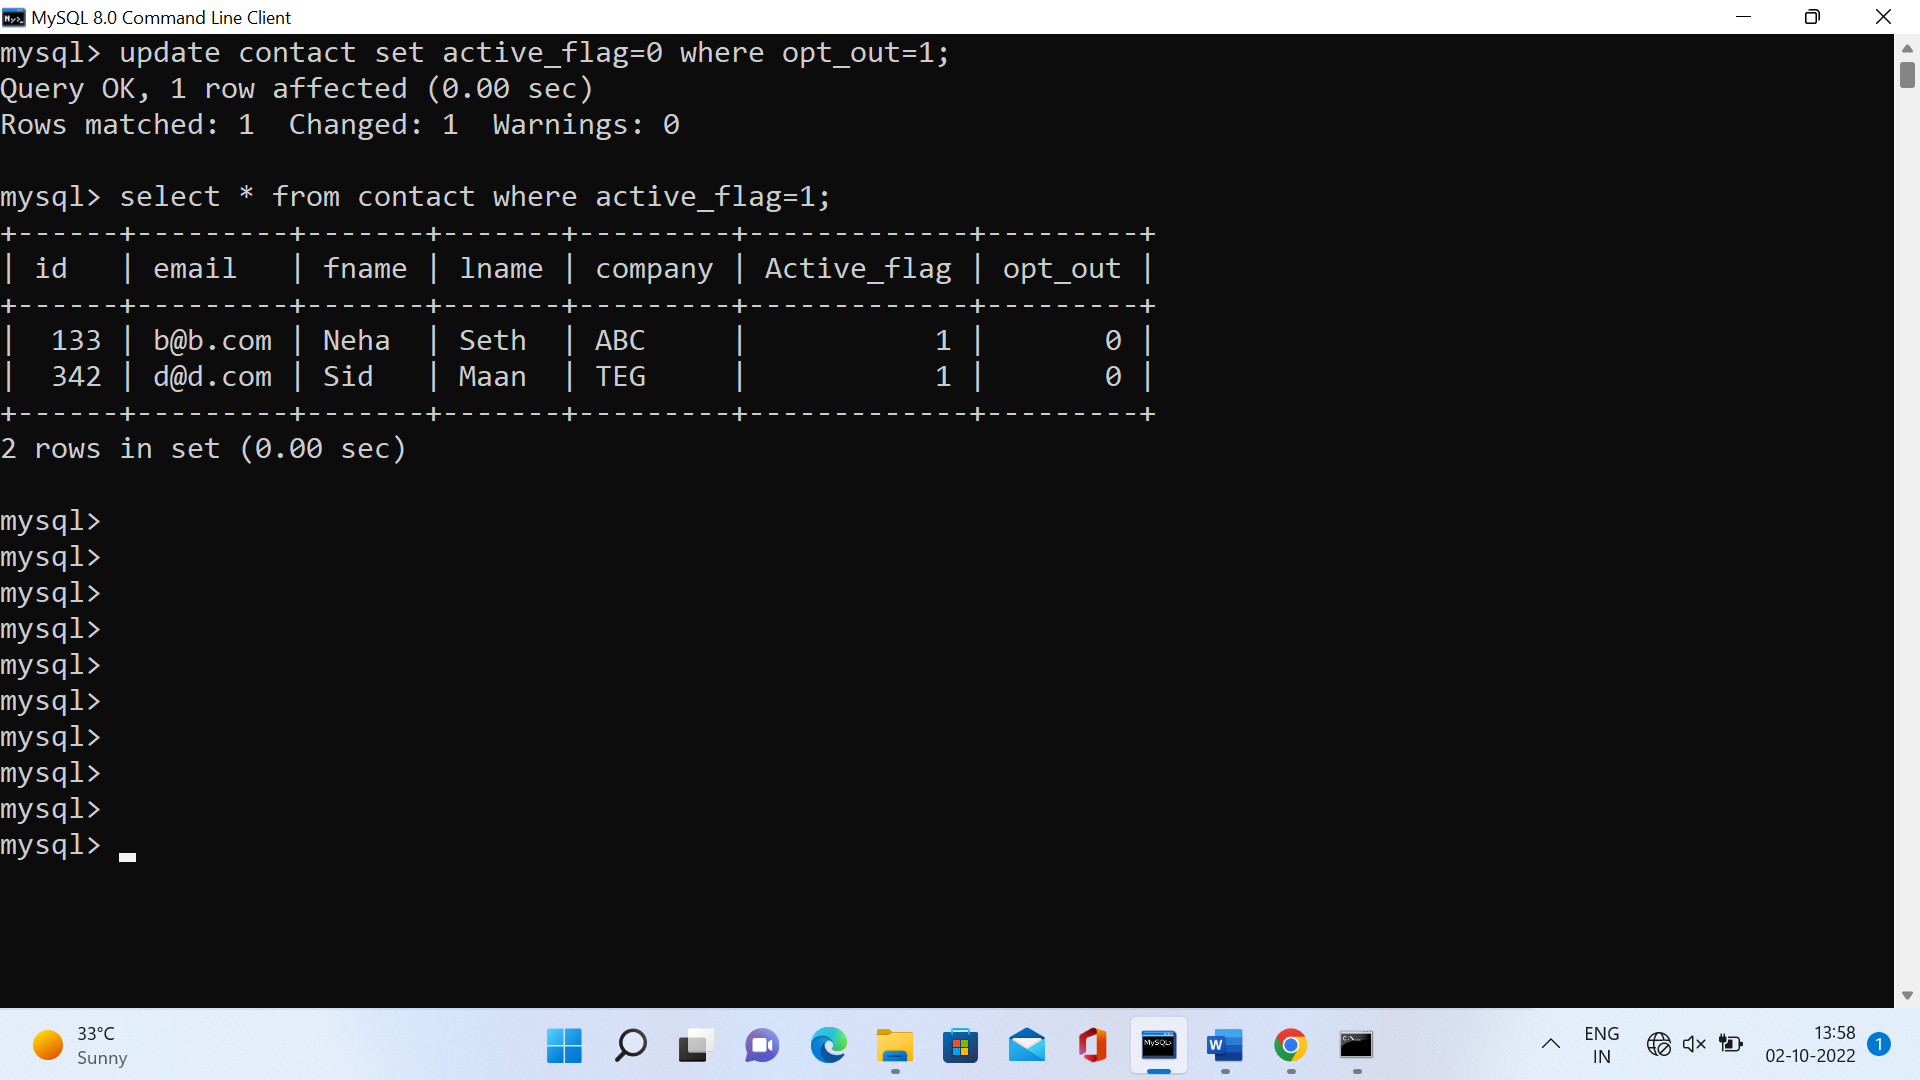 MySQL 8.0 Command Line Client
mysql> update contact set active_flag=0 where opt_out=1;
Query OK, 1 row affected (0.00 sec)
Rows matched: 1  Changed: 1  Warnings: 0
mysql> select * from contact where active_flag=1;
+------+---------+-------+-------+---------+-------------+---------+
| id   | email   | fname | lname | company | Active_flag | opt_out |
+------+---------+-------+-------+---------+-------------+---------+
|  133 | b@b.com | Neha  | Seth  | ABC     |           1 |       0 |
|  342 | d@d.com | Sid   | Maan  | TEG     |           1 |       0 |
+------+---------+-------+-------+---------+-------------+---------+
2 rows in set (0.00 sec)
mysql>
mysql>
mysql>
mysql>
mysql>
mysql>
mysql>
mysql>
mysql>
mysql>
33°C
Sunny
MySQL>
W
ENG
IN
13:58
02-10-2022
1